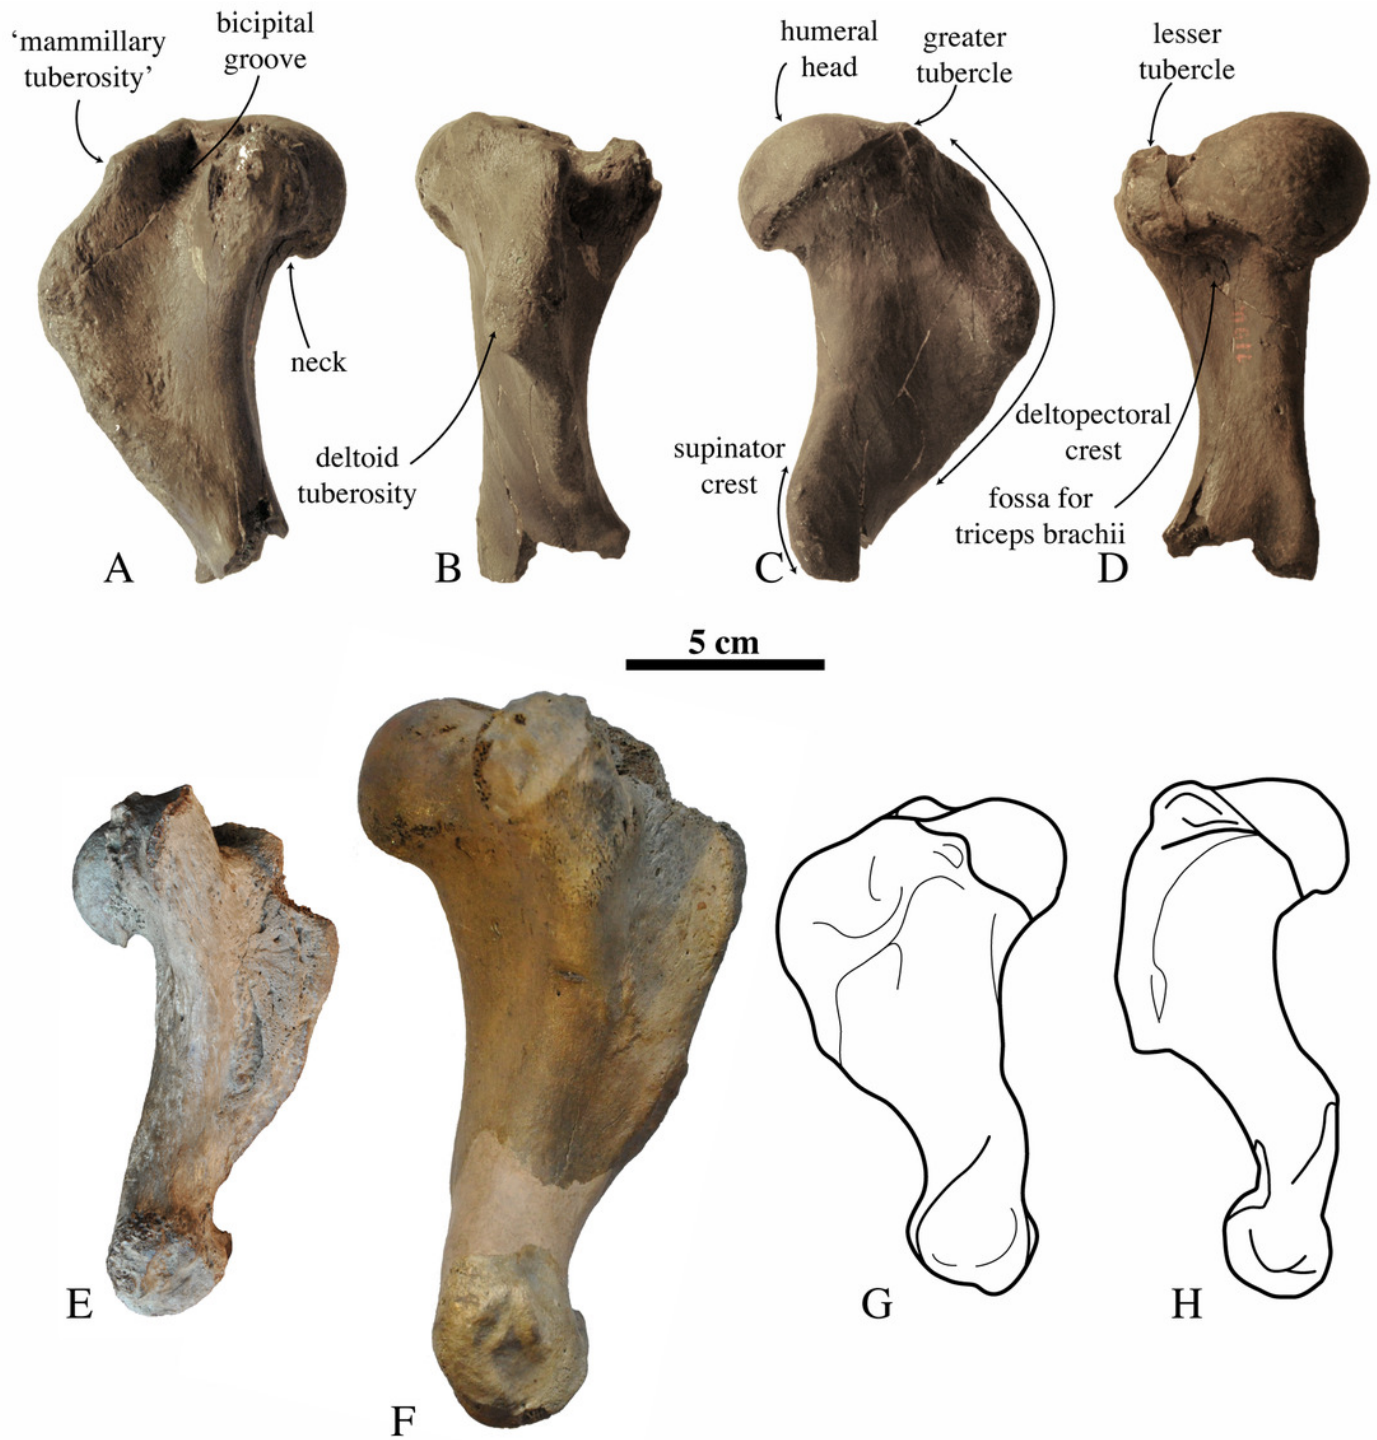 ‘mammillary
tuberosity’
bicipital
groove
humeral
head
greater
tubercle
lesser
tubercle
neck
deltoid
tuberosity
supinator
crest
deltopectoral
crest
fossa for
triceps brachii
A
B
C
D
5 cm
E
F
G
H